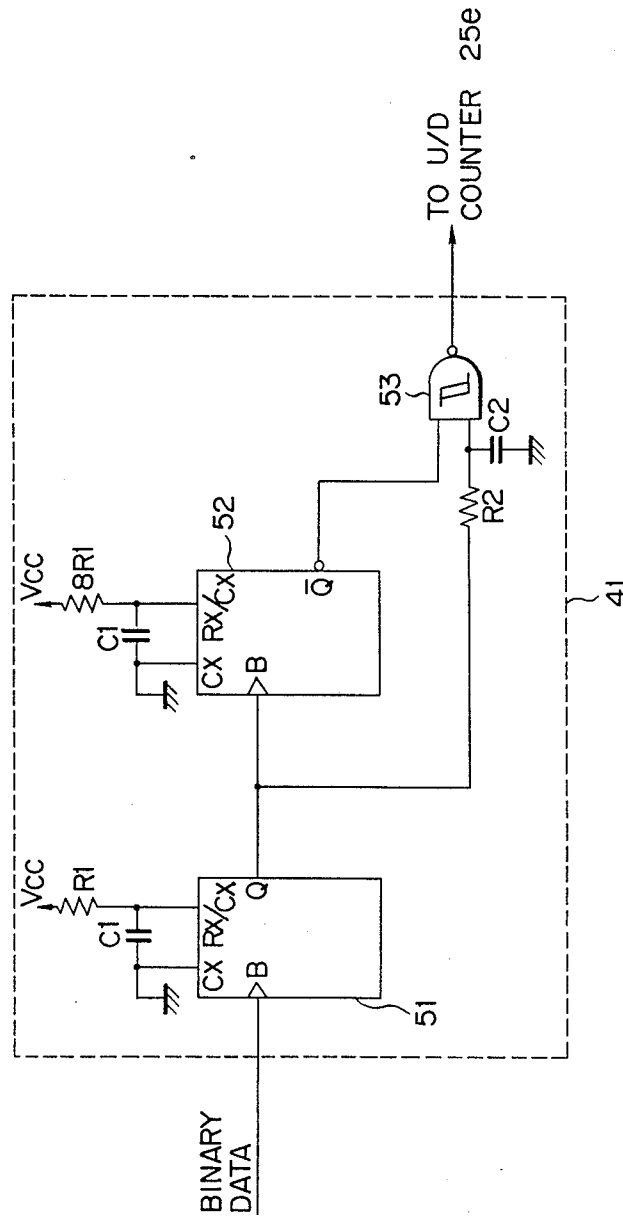 BINARY
DATA
VCC
R1
C1
CX RX/CX
B
Q
51
VCC
8R1
C1
CX RX/CX
B
Q̅
52
53
R2
C2
TO U/D
COUNTER 25e
41